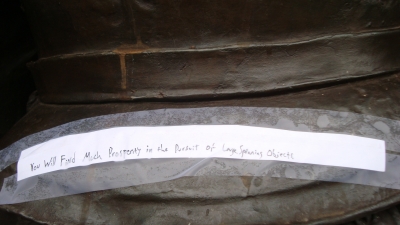 You Will Find Much Prosperity in the Pursuit of Large, Spinning Objects